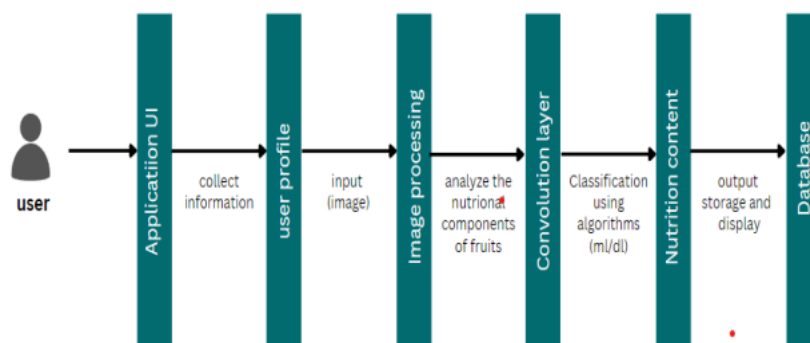 user
Applicatiion UI
collect
information
user profile
input
(image)
Image processing
analyze the
nutrional
components
of fruits
Convolution layer
Classification
using
algorithms
(ml/dl)
Nutrition content
output
storage and
display
Database